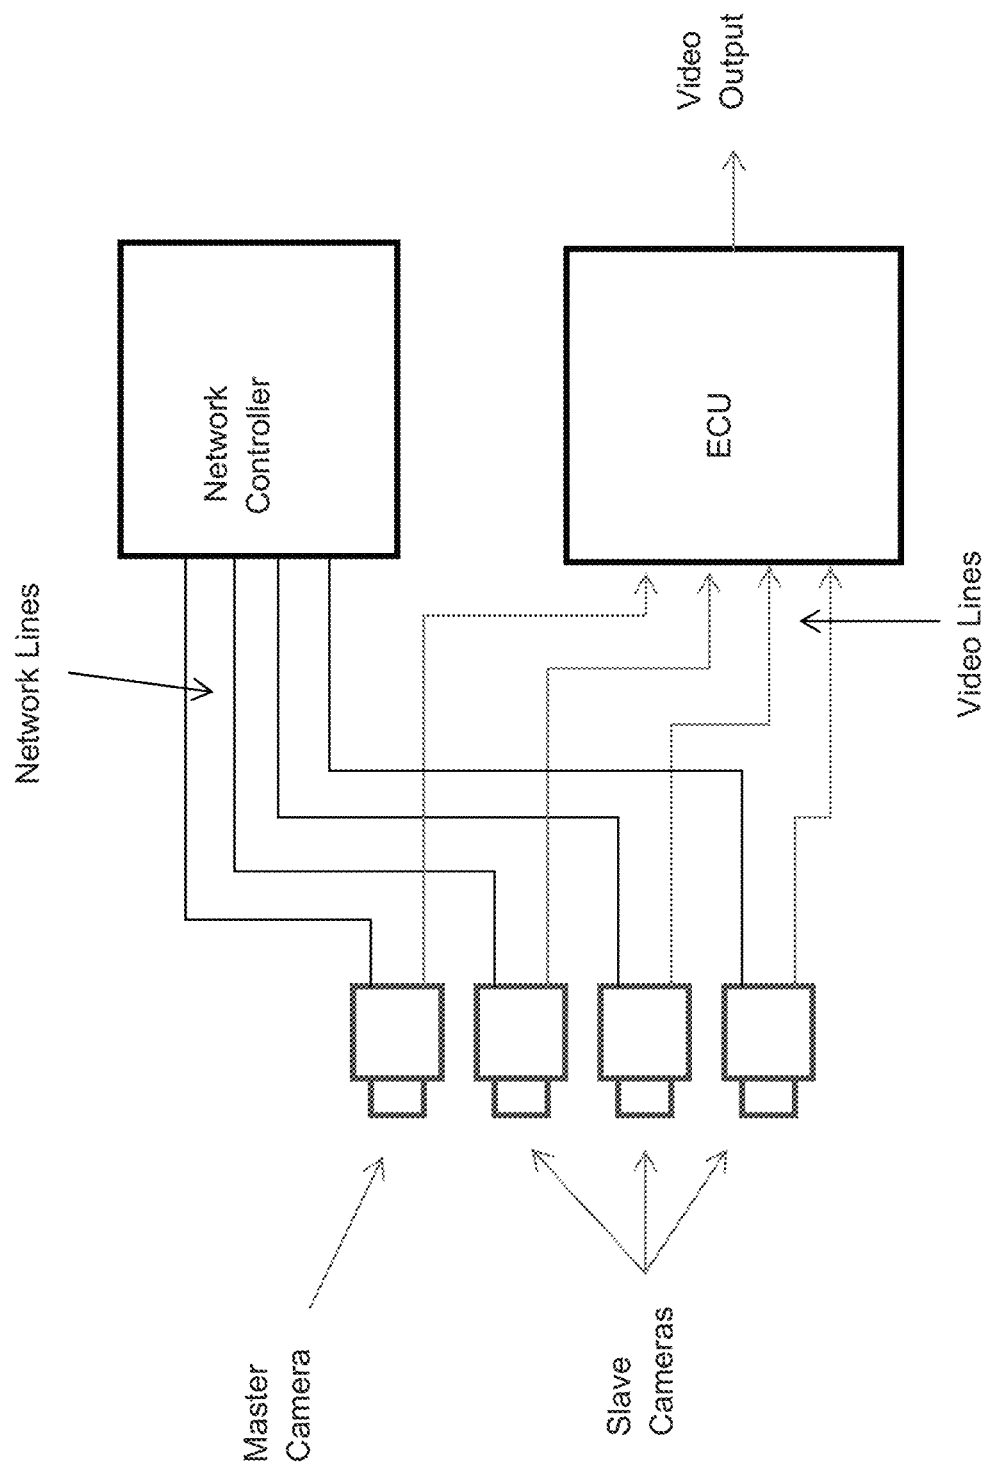 Network Lines
Network
Controller
Video
Output
Master
Camera
Slave
Cameras
ECU
Video Lines